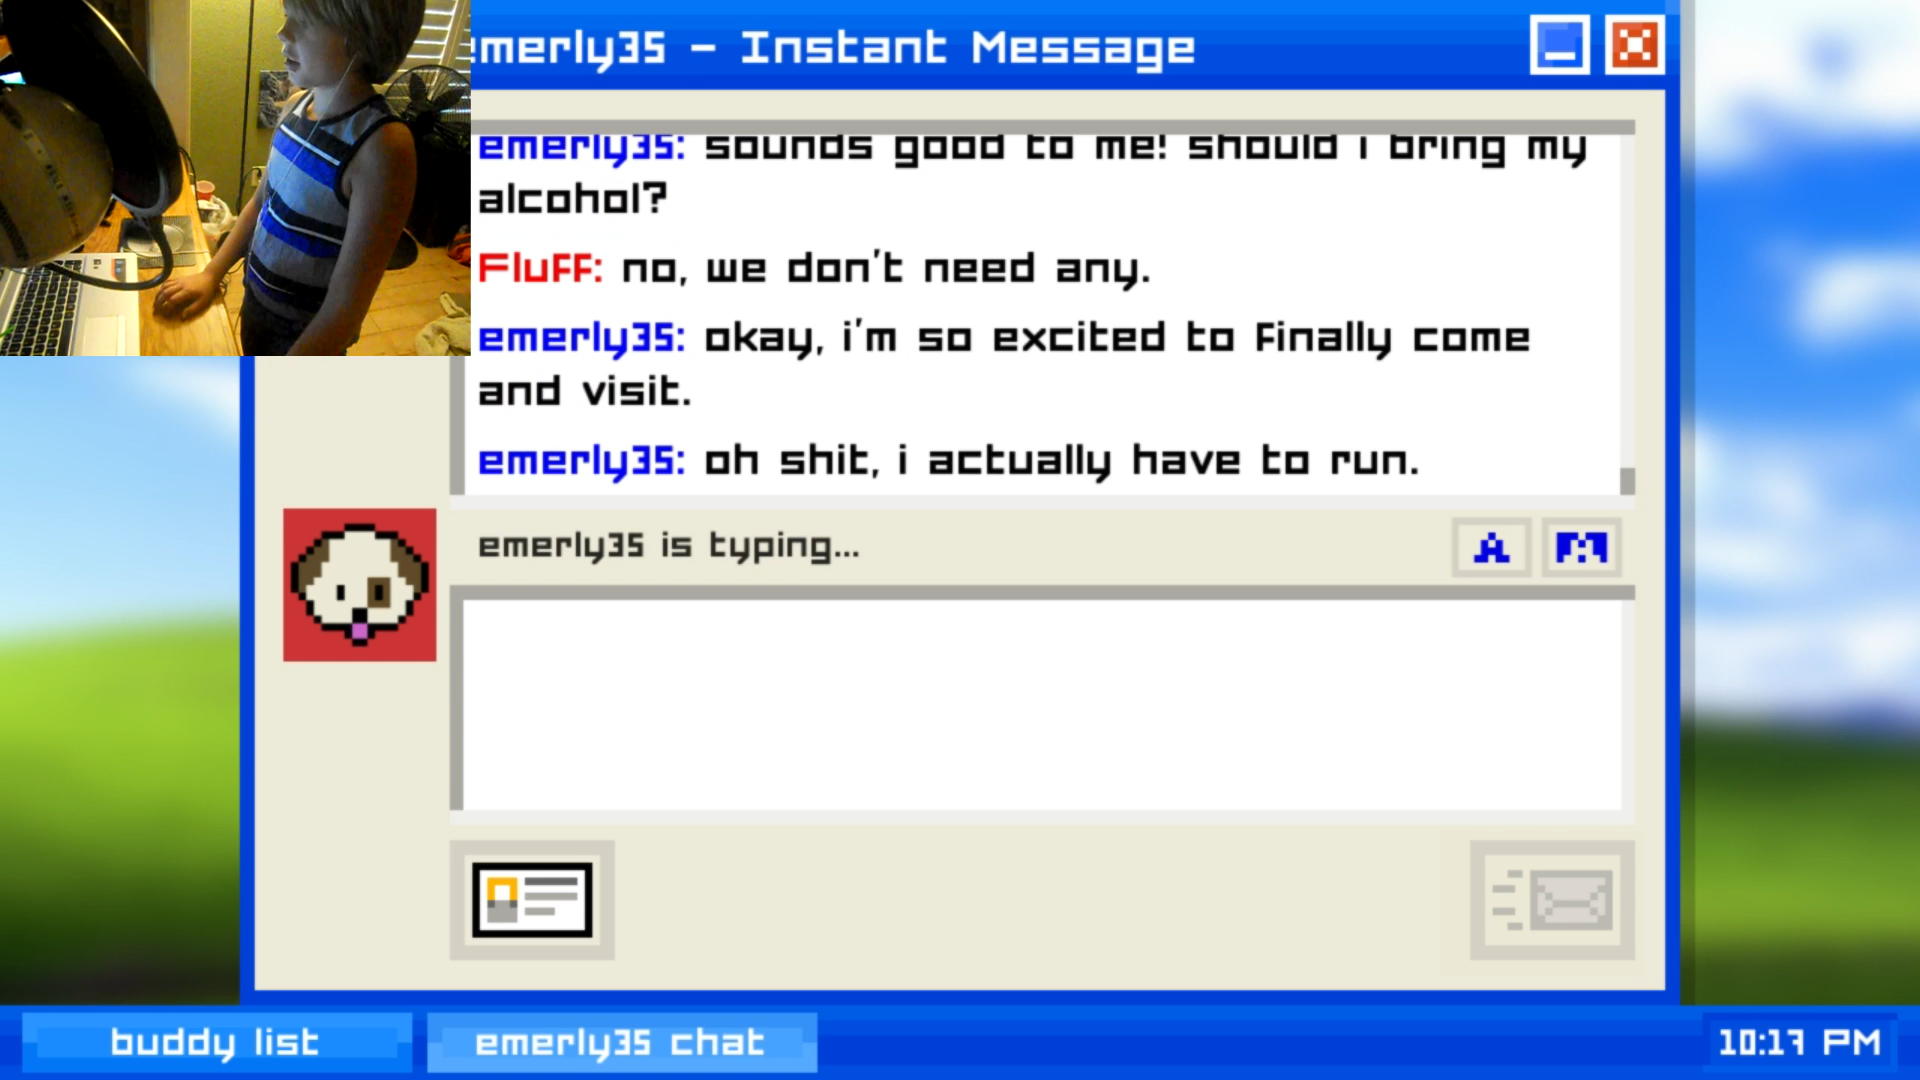 merly35 - Instant Message
emerly35: sounds good to me! should i bring my
alcohol?
Fluff: no, we don't need any.
emerly35: okay, i'm so excited to finally come
and visit.
emerly35: oh shit, i actually have to run.
emerly35 is typing...
A
buddy list
emerly35 chat
10:17 PM